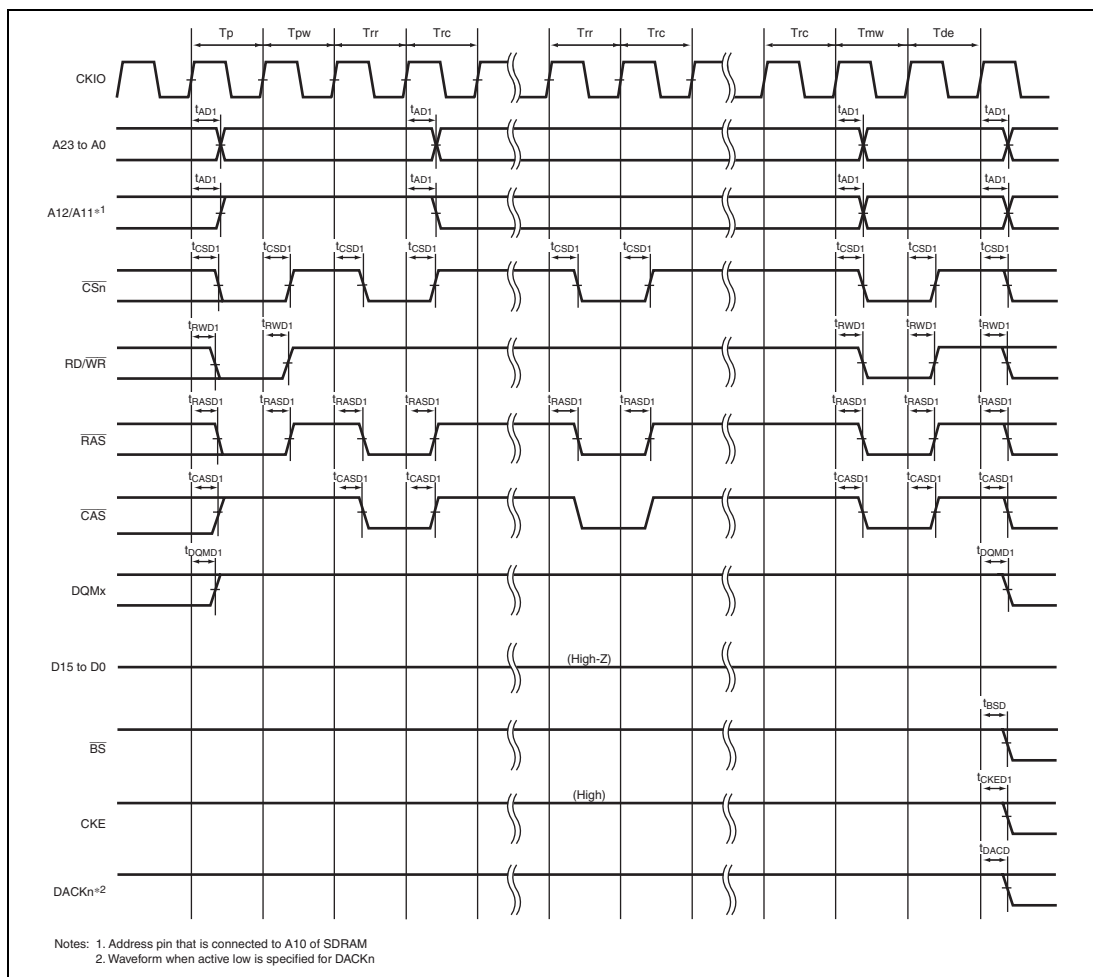 Tp Tpw Trr Trc Trr Trc Trc Tmw Tde
CKIO
tAD1 tAD1 tAD1 tAD1
A23 to A0
tAD1 tAD1 tAD1 tAD1
A12/A11*1
tCSD1 tCSD1 tCSD1 tCSD1 tCSD1 tCSD1 tCSD1 tCSD1 tCSD1
CSn
tRWD1 tRWD1 tRWD1 tRWD1 tRWD1
RD/WR
tRASD1 tRASD1 tRASD1 tRASD1 tRASD1 tRASD1 tRASD1 tRASD1 tRASD1
RAS
tCASD1 tCASD1 tCASD1 tCASD1 tCASD1 tCASD1
CAS
tDQMD1 tDQMD1
DQMx
(High-Z)
D15 to D0
tBSD
BS
tCKED1
(High)
CKE
tDACD
DACKn*2
Notes: 1. Address pin that is connected to A10 of SDRAM
2. Waveform when active low is specified for DACKn